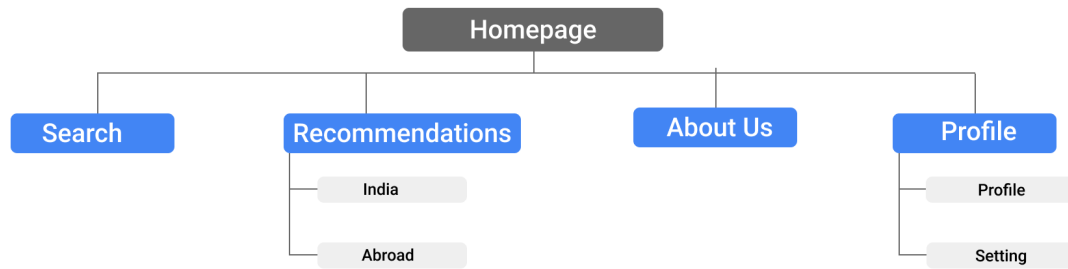 Homepage
Search
Recommendations
About Us
Profile
India
Profile
Abroad
Setting